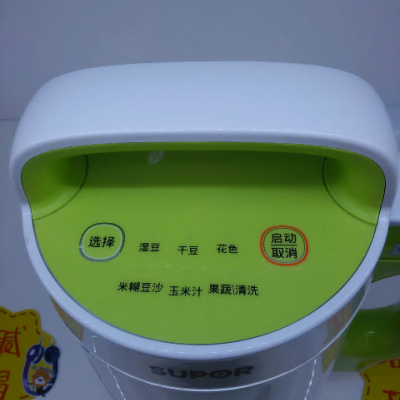 选择
湿豆 干豆 花色
启动
取消
米糊豆沙 玉米汁 果蔬|清洗
SUPOR